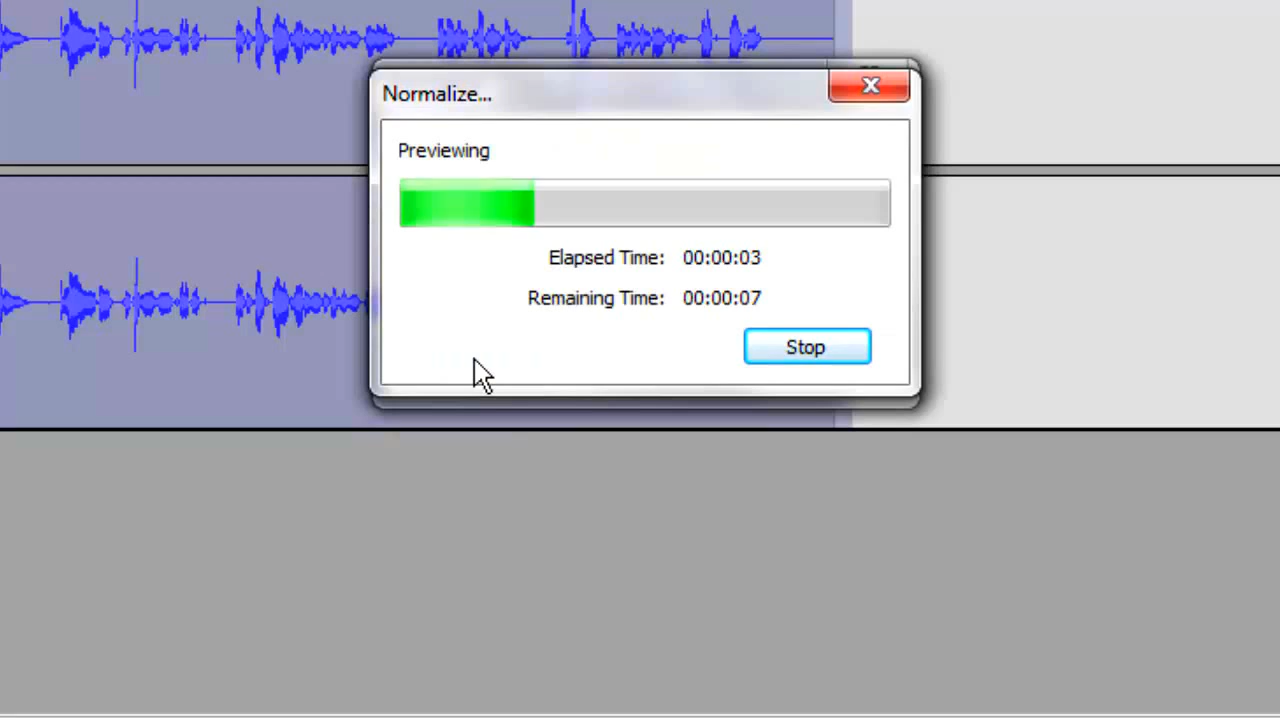 Normalize...
Previewing
Elapsed Time: 00:00:03
Remaining Time: 00:00:07
Stop